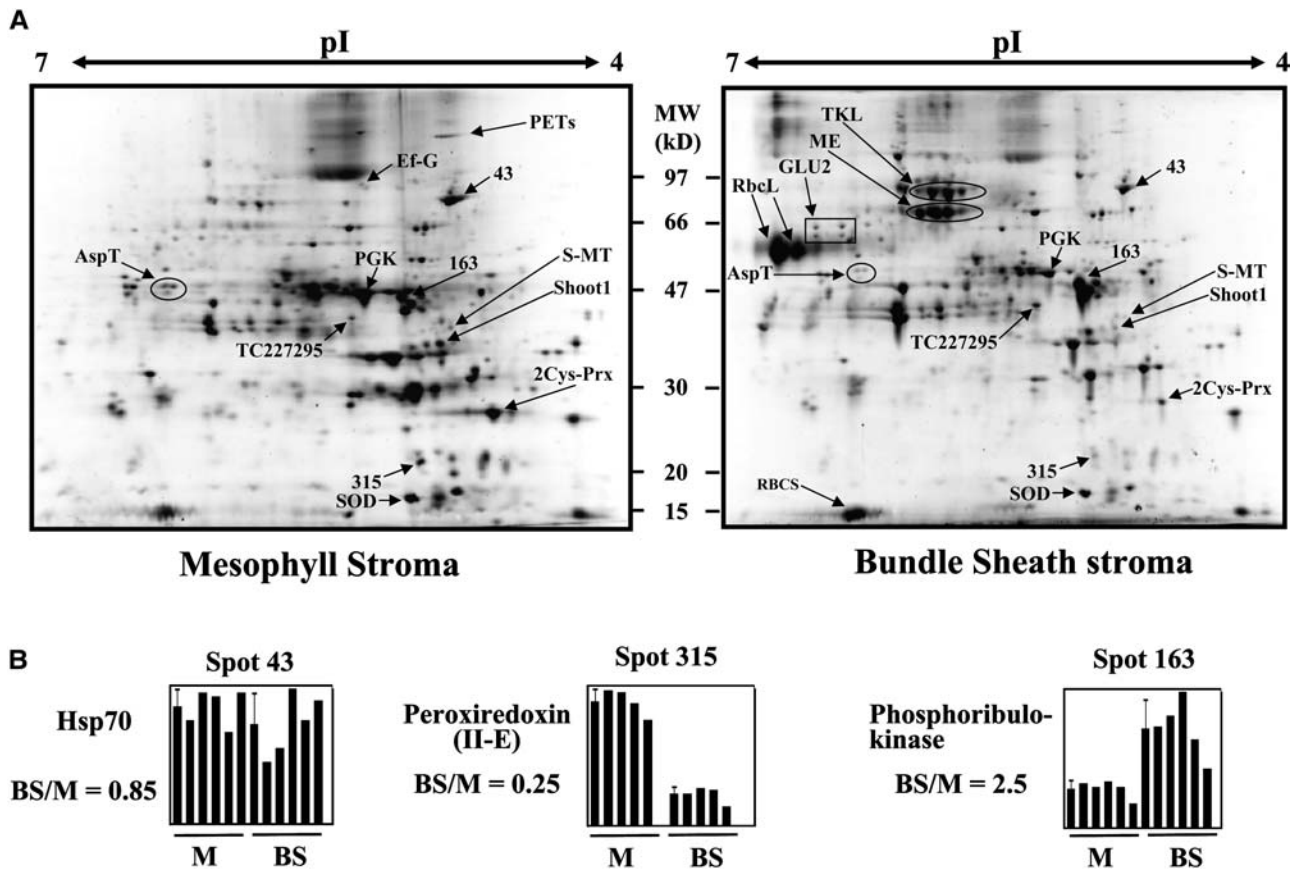 A
pI
7
4
pI
7
4
PETs
Ef-G
43
AspT
PGK
163
S-MT
Shoot1
TC227295
2Cys-Prx
315
SOD
MW
(kD)
97
66
47
30
20
15
TKL
ME
GLU2
RbcL
43
PGK
163
AspT
S-MT
Shoot1
TC227295
2Cys-Prx
315
SOD
RBCS
Mesophyll Stroma
Bundle Sheath stroma
B
Spot 43
Hsp70
BS/M = 0.85
M
BS
Spot 315
Peroxiredoxin
(II-E)
BS/M = 0.25
M
BS
Spot 163
Phosphoribulo-
kinase
BS/M = 2.5
M
BS